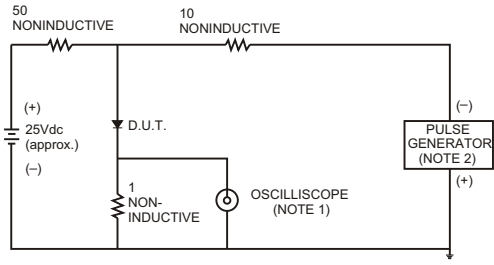 50
NONINDUCTIVE
10
NONINDUCTIVE
(+)
25Vdc
(approx.)
(–)
D.U.T.
1
NON-
INDUCTIVE
OSCILLISCOPE
(NOTE 1)
(–)
PULSE
GENERATOR
(NOTE 2)
(+)